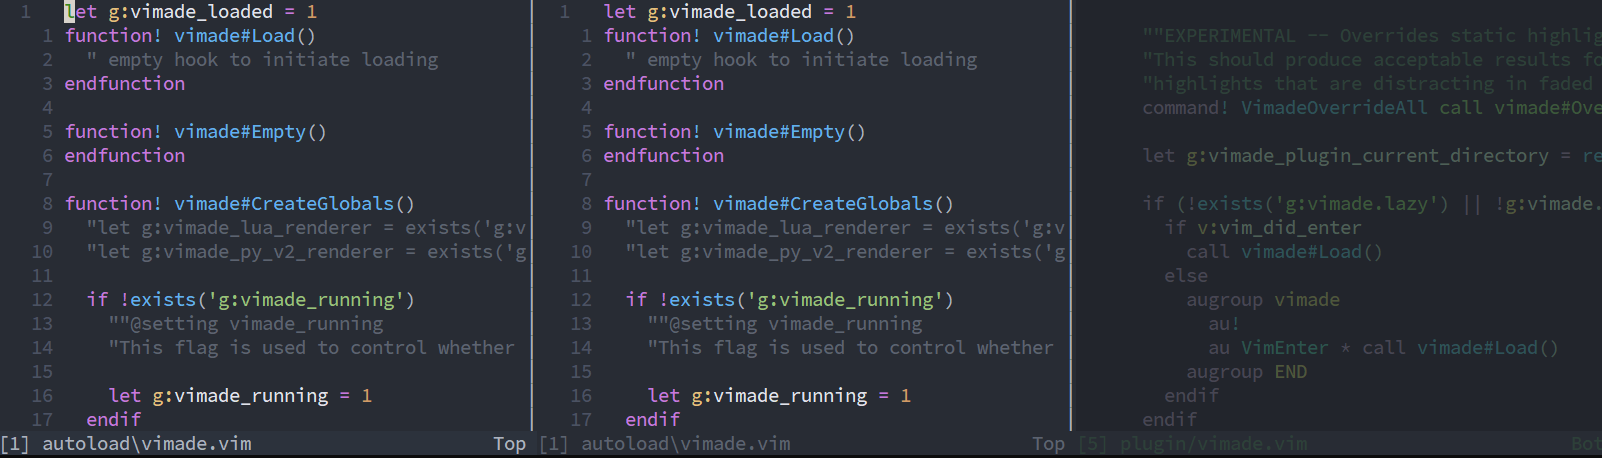 1 let g:vimade_loaded = 1
1 function! vimade#Load()
2 " empty hook to initiate loading
3 endfunction
4
5 function! vimade#Empty()
6 endfunction
7
8 function! vimade#CreateGlobals()
9 "let g:vimade_lua_renderer = exists('g:v
10 "let g:vimade_py_v2_renderer = exists('g
11
12 if !exists('g:vimade_running')
13 ""@setting vimade_running
14 "This flag is used to control whether
15
16 let g:vimade_running = 1
17 endif
[1] autoload\vimade.vim Top
1 let g:vimade_loaded = 1
1 function! vimade#Load()
2 " empty hook to initiate loading
3 endfunction
4
5 function! vimade#Empty()
6 endfunction
7
8 function! vimade#CreateGlobals()
9 "let g:vimade_lua_renderer = exists('g:v
10 "let g:vimade_py_v2_renderer = exists('g
11
12 if !exists('g:vimade_running')
13 ""@setting vimade_running
14 "This flag is used to control whether
15
16 let g:vimade_running = 1
17 endif
[1] autoload\vimade.vim Top
""EXPERIMENTAL -- Overrides static highlig
"This should produce acceptable results fo
"highlights that are distracting in faded
command! VimadeOverrideAll call vimade#Ove
let g:vimade_plugin_current_directory = re
if (!exists('g:vimade.lazy') || !g:vimade.
if v:vim_did_enter
call vimade#Load()
else
augroup vimade
au!
au VimEnter * call vimade#Load()
augroup END
endif
endif
[5] plugin/vimade.vim Bot